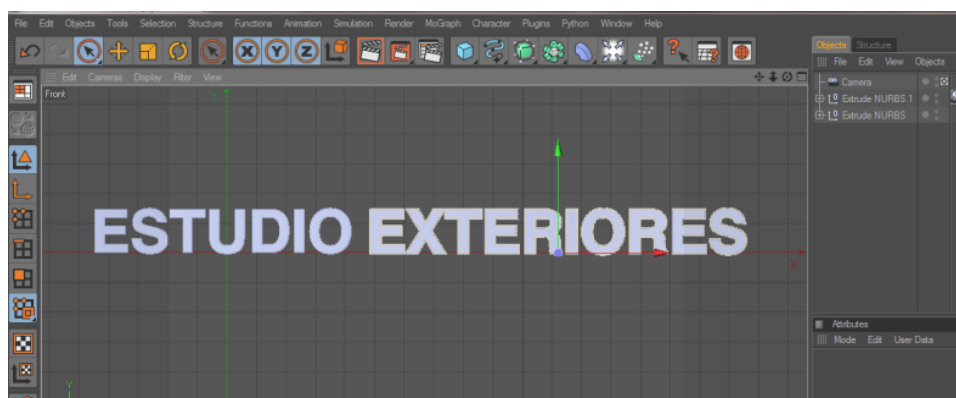 File Edit Objects Tools Selection Structure Functions Animation Simulation Render MoGraph Character Plugins Python Window Help
X Y Z
Objects Structure
Edit Cameras Display Filter View
File Edit View Objects
Front
Y
Camera
Extrude NURBS.1
Extrude NURBS
ESTUDIO EXTERIORES
X
Attributes
Mode Edit User Data
Y